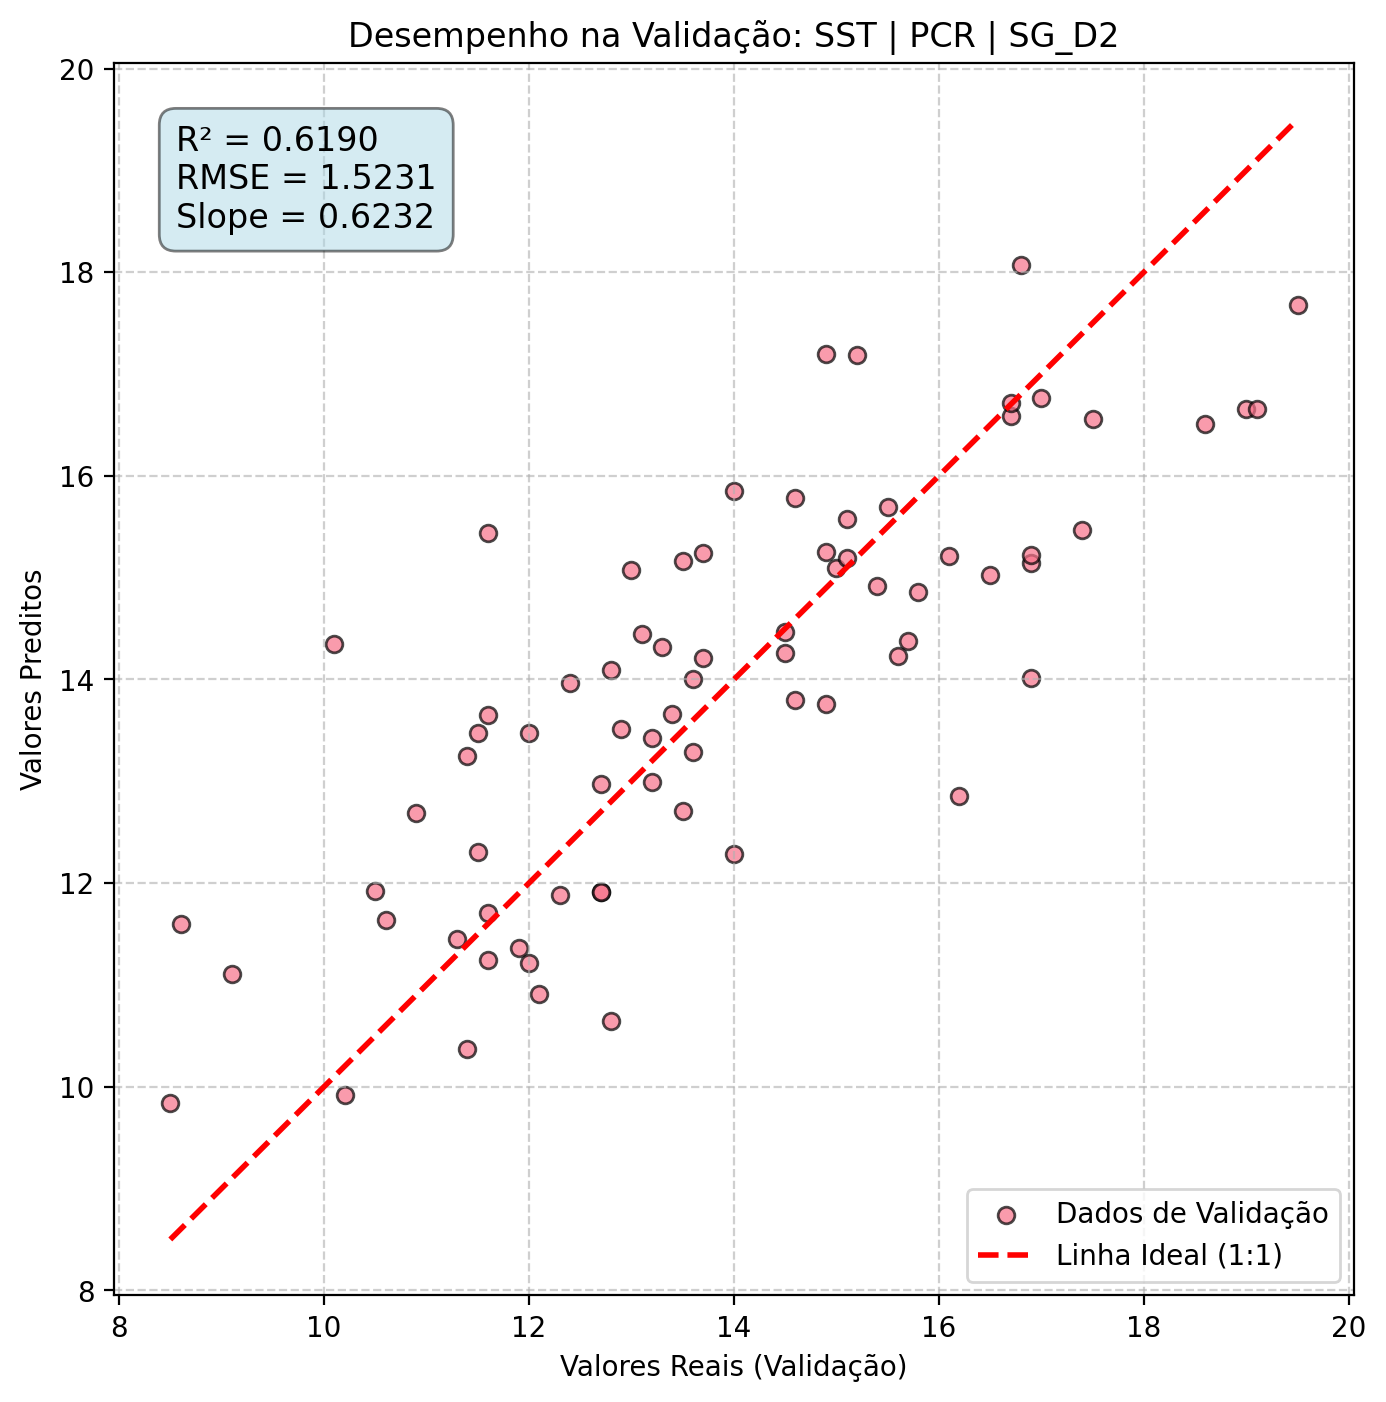 Desempenho na Validação: SST | PCR | SG_D2
R² = 0.6190
RMSE = 1.5231
Slope = 0.6232
Valores Preditos
20
18
16
14
12
10
8
Dados de Validação
Linha Ideal (1:1)
8 10 12 14 16 18 20
Valores Reais (Validação)